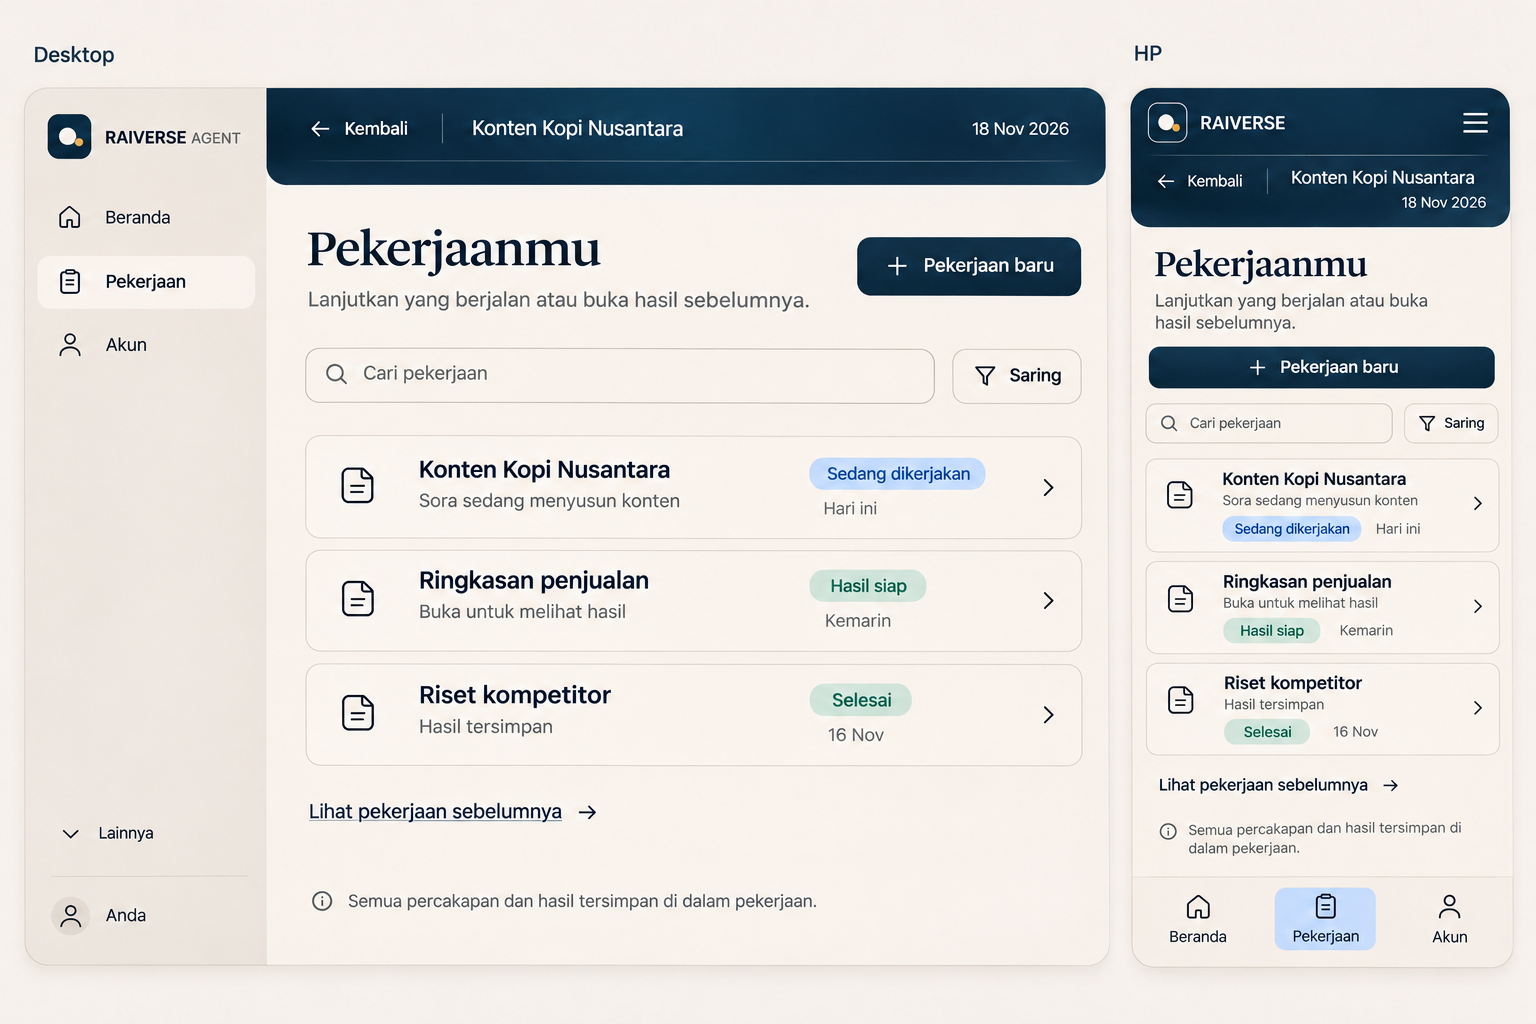 Desktop
RAIVERSE AGENT
Beranda
Pekerjaan
Akun
Lainnya
Anda
Kembali
Konten Kopi Nusantara
18 Nov 2026
Pekerjaanmu
Lanjutkan yang berjalan atau buka hasil sebelumnya.
Pekerjaan baru
Cari pekerjaan
Saring
Konten Kopi Nusantara
Sora sedang menyusun konten
Sedang dikerjakan
Hari ini
Ringkasan penjualan
Buka untuk melihat hasil
Hasil siap
Kemarin
Riset kompetitor
Hasil tersimpan
Selesai
16 Nov
Lihat pekerjaan sebelumnya
Semua percakapan dan hasil tersimpan di dalam pekerjaan.
HP
RAIVERSE
Kembali
Konten Kopi Nusantara
18 Nov 2026
Pekerjaanmu
Lanjutkan yang berjalan atau buka
hasil sebelumnya.
Pekerjaan baru
Cari pekerjaan
Saring
Konten Kopi Nusantara
Sora sedang menyusun konten
Sedang dikerjakan
Hari ini
Ringkasan penjualan
Buka untuk melihat hasil
Hasil siap
Kemarin
Riset kompetitor
Hasil tersimpan
Selesai
16 Nov
Lihat pekerjaan sebelumnya
Semua percakapan dan hasil tersimpan di
dalam pekerjaan.
Beranda
Pekerjaan
Akun